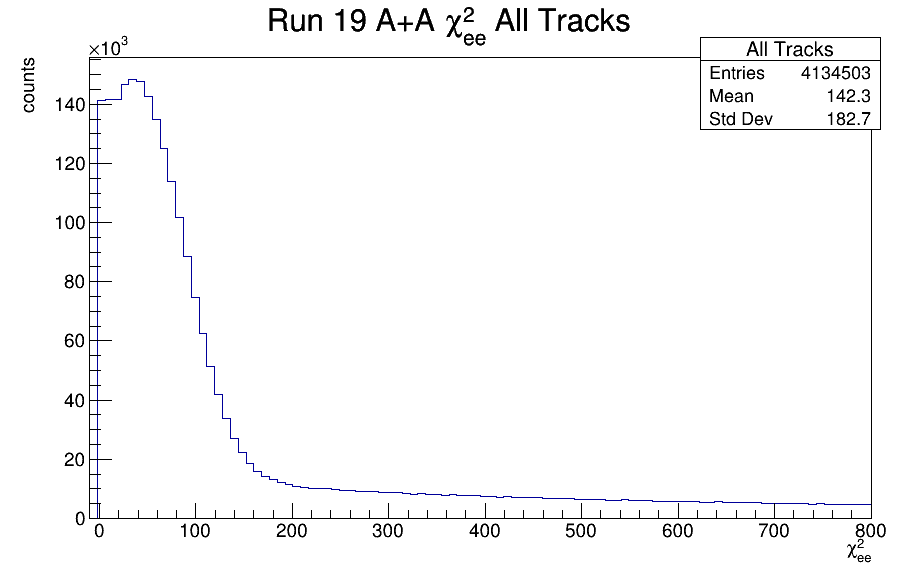 Run 19 A+A χ²ee All Tracks
×10³
counts
All Tracks
Entries 4134503
Mean 142.3
Std Dev 182.7
140
120
100
80
60
40
20
0
0 100 200 300 400 500 600 700 800
χ²ee